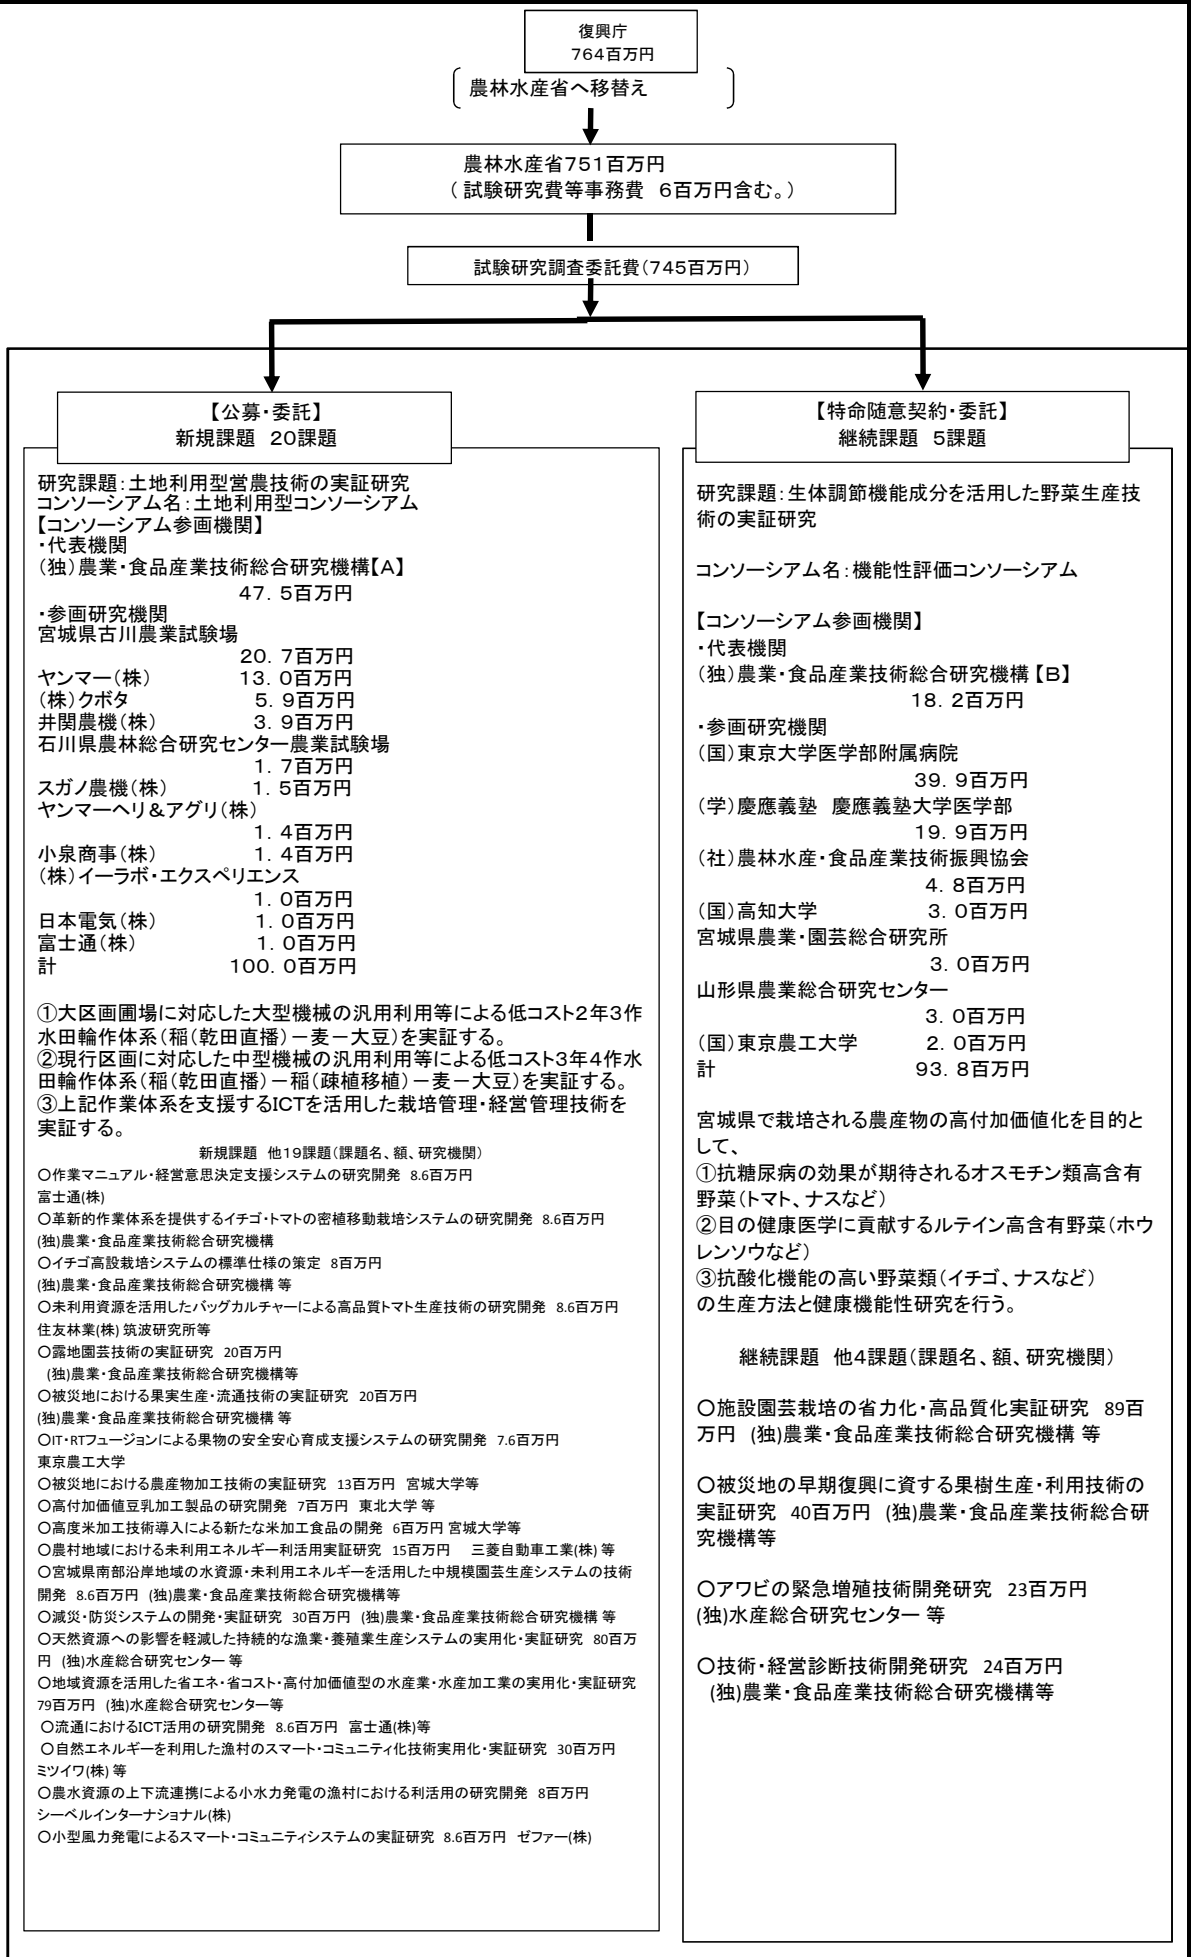 復興庁
764百万円
農林水産省へ移替え
農林水産省751百万円
（試験研究費等事務費　6百万円含む。）
試験研究調査委託費（745百万円）
【公募・委託】
新規課題　20課題
研究課題：土地利用型営農技術の実証研究
コンソーシアム名：土地利用型コンソーシアム
【コンソーシアム参画機関】
・代表機関
（独）農業・食品産業技術総合研究機構【A】
47．5百万円
・参画研究機関
宮城県古川農業試験場
20．7百万円
ヤンマー（株）　13．0百万円
（株）クボタ　5．9百万円
井関農機（株）　3．9百万円
石川県農林総合研究センター農業試験場
1．7百万円
スガノ農機（株）　1．5百万円
ヤンマーヘリ＆アグリ（株）
1．4百万円
小泉商事（株）　1．4百万円
（株）イーラボ・エクスペリエンス
1．0百万円
日本電気（株）　1．0百万円
富士通（株）　1．0百万円
計　100．0百万円
①大区画圃場に対応した大型機械の汎用利用等による低コスト2年3作
水田輪作体系（稲（乾田直播）－麦－大豆）を実証する。
②現行区画に対応した中型機械の汎用利用等による低コスト3年4作水
田輪作体系（稲（乾田直播）－稲（疎植移植）－麦－大豆）を実証する。
③上記作業体系を支援するICTを活用した栽培管理・経営管理技術を
実証する。
新規課題　他19課題（課題名、額、研究機関）
○作業マニュアル・経営意思決定支援システムの研究開発　8.6百万円
富士通(株)
○革新的作業体系を提供するイチゴ・トマトの密植移動栽培システムの研究開発　8.6百万円
(独)農業・食品産業技術総合研究機構
○イチゴ高設栽培システムの標準仕様の策定　8百万円
(独)農業・食品産業技術総合研究機構 等
○未利用資源を活用したバッグカルチャーによる高品質トマト生産技術の研究開発　8.6百万円
住友林業(株) 筑波研究所等
○露地園芸技術の実証研究　20百万円
(独)農業・食品産業技術総合研究機構等
○被災地における果実生産・流通技術の実証研究　20百万円
(独)農業・食品産業技術総合研究機構 等
○IT・RTフュージョンによる果物の安全安心育成支援システムの研究開発　7.6百万円
東京農工大学
○被災地における農産物加工技術の実証研究　13百万円　宮城大学等
○高付加価値豆乳加工製品の研究開発　7百万円　東北大学 等
○高度米加工技術導入による新たな米加工食品の開発　6百万円 宮城大学等
○農村地域における未利用エネルギー利活用実証研究　15百万円　三菱自動車工業(株) 等
○宮城県南部沿岸地域の水資源・未利用エネルギーを活用した中規模園芸生産システムの技術
開発　8.6百万円　(独)農業・食品産業技術総合研究機構等
○減災・防災システムの開発・実証研究　30百万円　(独)農業・食品産業技術総合研究機構 等
○天然資源への影響を軽減した持続的な漁業・養殖業生産システムの実用化・実証研究　80百万
円　(独)水産総合研究センター 等
○地域資源を活用した省エネ・省コスト・高付加価値型の水産業・水産加工業の実用化・実証研究
79百万円　(独)水産総合研究センター等
○流通におけるICT活用の研究開発　8.6百万円　富士通(株)等
○自然エネルギーを利用した漁村のスマート・コミュニティ化技術実用化・実証研究　30百万円
ミツイワ(株) 等
○農水資源の上下流連携による小水力発電の漁村における利活用の研究開発　8百万円
シーベルインターナショナル(株)
○小型風力発電によるスマート・コミュニティシステムの実証研究　8.6百万円　ゼファー(株)
【特命随意契約・委託】
継続課題　5課題
研究課題：生体調節機能成分を活用した野菜生産技
術の実証研究
コンソーシアム名：機能性評価コンソーシアム
【コンソーシアム参画機関】
・代表機関
（独）農業・食品産業技術総合研究機構【B】
18．2百万円
・参画研究機関
（国）東京大学医学部附属病院
39．9百万円
（学）慶應義塾　慶應義塾大学医学部
19．9百万円
（社）農林水産・食品産業技術振興協会
4．8百万円
（国）高知大学　3．0百万円
宮城県農業・園芸総合研究所
3．0百万円
山形県農業総合研究センター
3．0百万円
（国）東京農工大学　2．0百万円
計　93．8百万円
宮城県で栽培される農産物の高付加価値化を目的と
して、
①抗糖尿病の効果が期待されるオスモチン類高含有
野菜（トマト、ナスなど）
②目の健康医学に貢献するルテイン高含有野菜（ホウ
レンソウなど）
③抗酸化機能の高い野菜類（イチゴ、ナスなど）
の生産方法と健康機能性研究を行う。
継続課題　他4課題（課題名、額、研究機関）
○施設園芸栽培の省力化・高品質化実証研究　89百
万円　(独)農業・食品産業技術総合研究機構 等
○被災地の早期復興に資する果樹生産・利用技術の
実証研究　40百万円　(独)農業・食品産業技術総合研
究機構等
○アワビの緊急増殖技術開発研究　23百万円
(独)水産総合研究センター 等
○技術・経営診断技術開発研究　24百万円
(独)農業・食品産業技術総合研究機構等